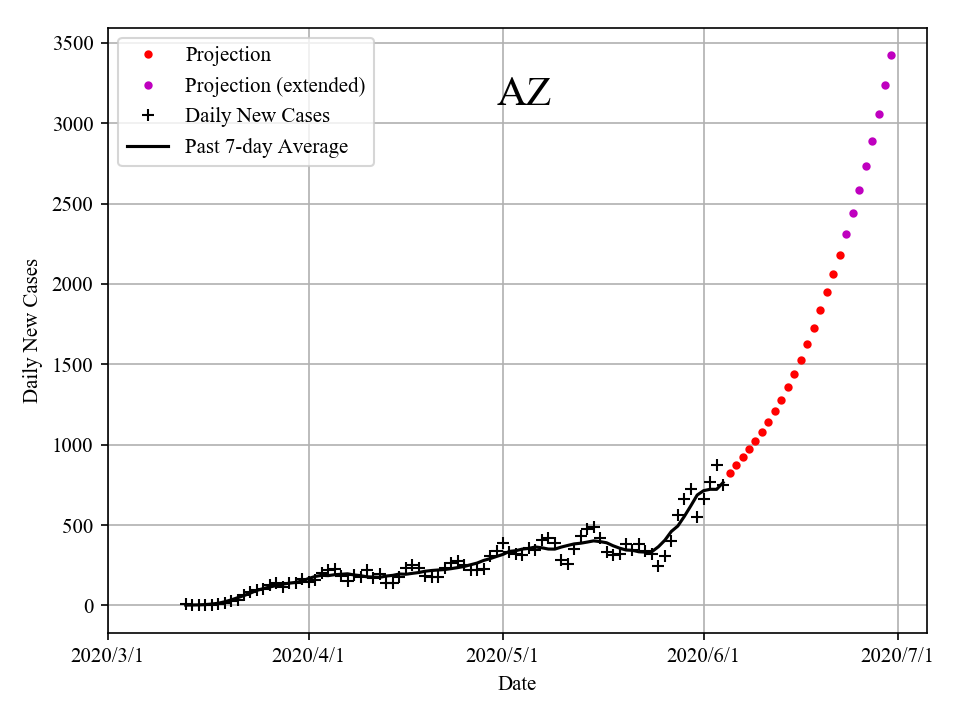 3500
3000
2500
2000
1500
1000
500
0
Daily New Cases
Projection
Projection (extended)
Daily New Cases
Past 7-day Average
AZ
2020/3/1
2020/4/1
2020/5/1
2020/6/1
2020/7/1
Date